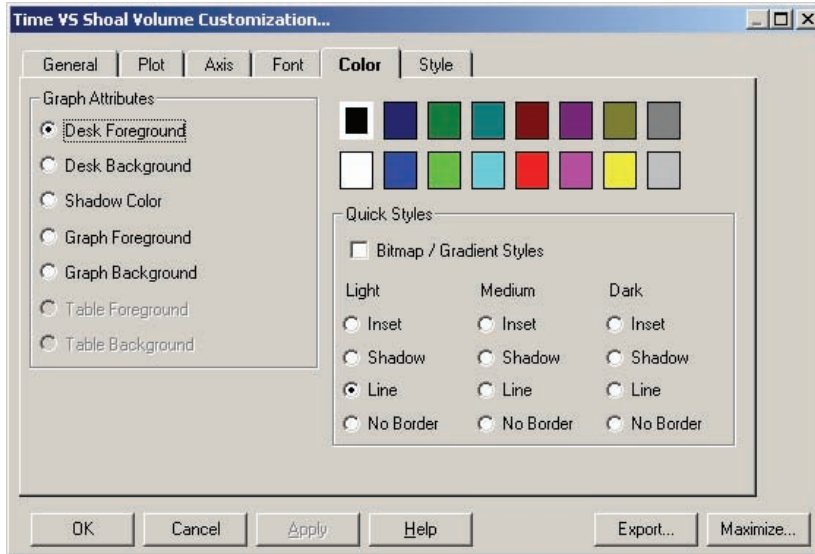 Time VS Shoal Volume Customization...
General Plot Axis Font Color Style
Graph Attributes
Desk Foreground
Desk Background
Shadow Color
Graph Foreground
Graph Background
Table Foreground
Table Background
Quick Styles
Bitmap / Gradient Styles
Light Medium Dark
Inset Inset Inset
Shadow Shadow Shadow
Line Line Line
No Border No Border No Border
OK Cancel Apply Help Export... Maximize...